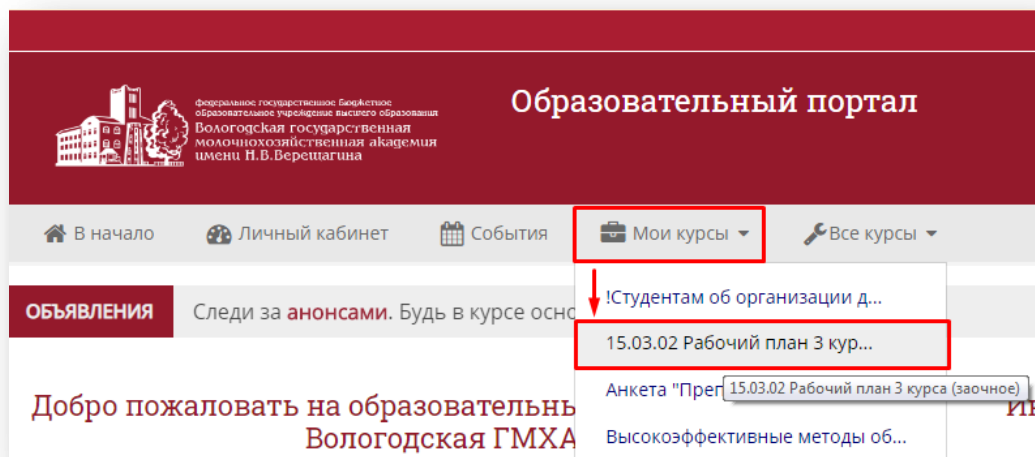 федеральное государственное бюджетное
образовательное учреждение высшего образования
Вологодская государственная
молочнохозяйственная академия
имени Н.В.Верещагина
Образовательный портал
В начало
Личный кабинет
События
Мои курсы
Все курсы
!Студентам об организации д...
ОБЪЯВЛЕНИЯ
Следи за анонсами. Будь в курсе осно
15.03.02 Рабочий план 3 кур...
Анкета "Преп
15.03.02 Рабочий план 3 курса (заочное)
Добро пожаловать на образовательны
Вологодская ГМХА
Высокоэффективные методы об...